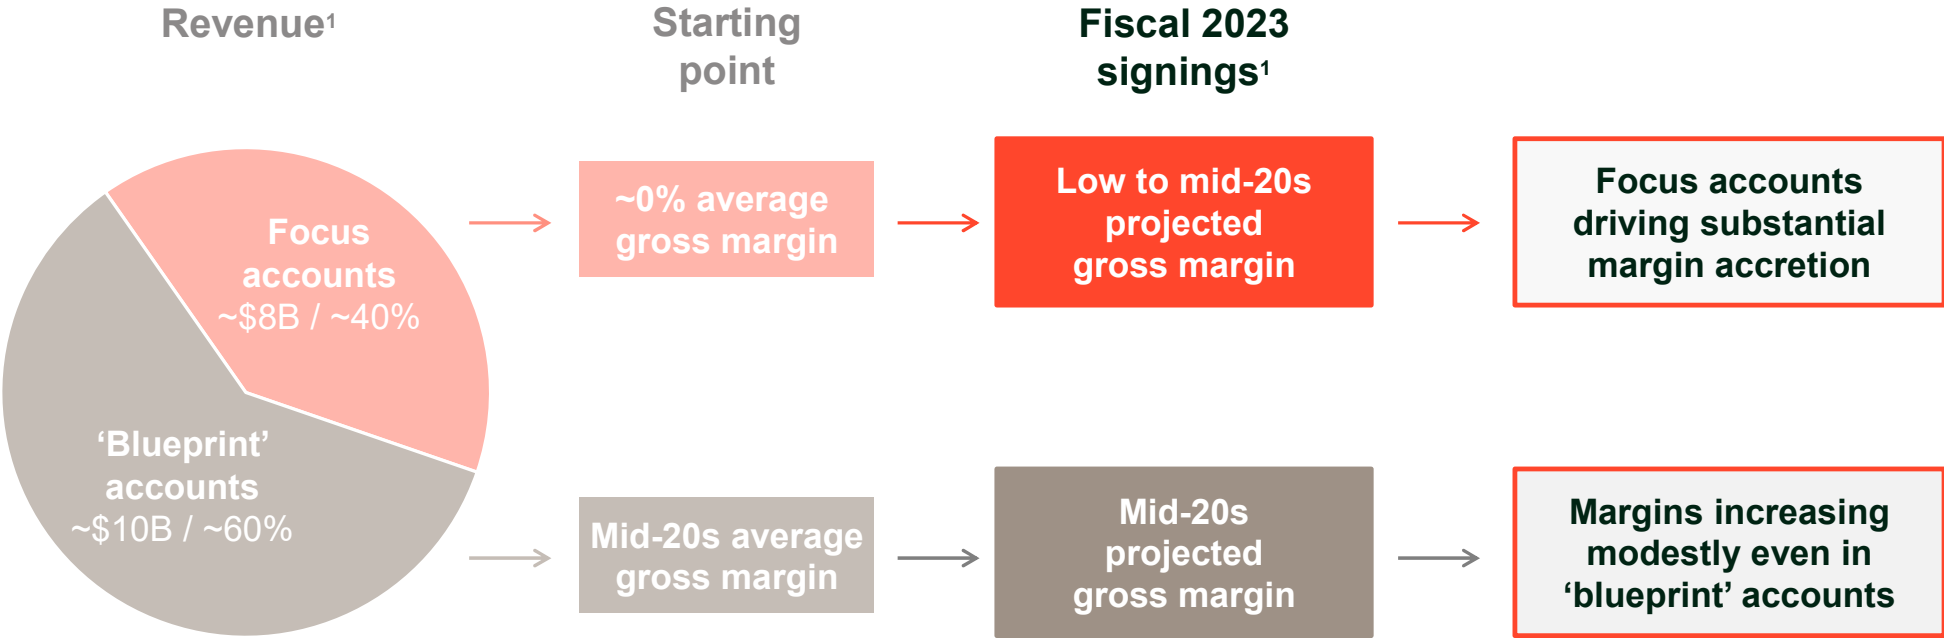 Revenue¹
Starting
point
Fiscal 2023
signings¹
Focus
accounts
~$8B / ~40%
~0% average
gross margin
Low to mid-20s
projected
gross margin
Focus accounts
driving substantial
margin accretion
‘Blueprint’
accounts
~$10B / ~60%
Mid-20s average
gross margin
Mid-20s
projected
gross margin
Margins increasing
modestly even in
‘blueprint’ accounts